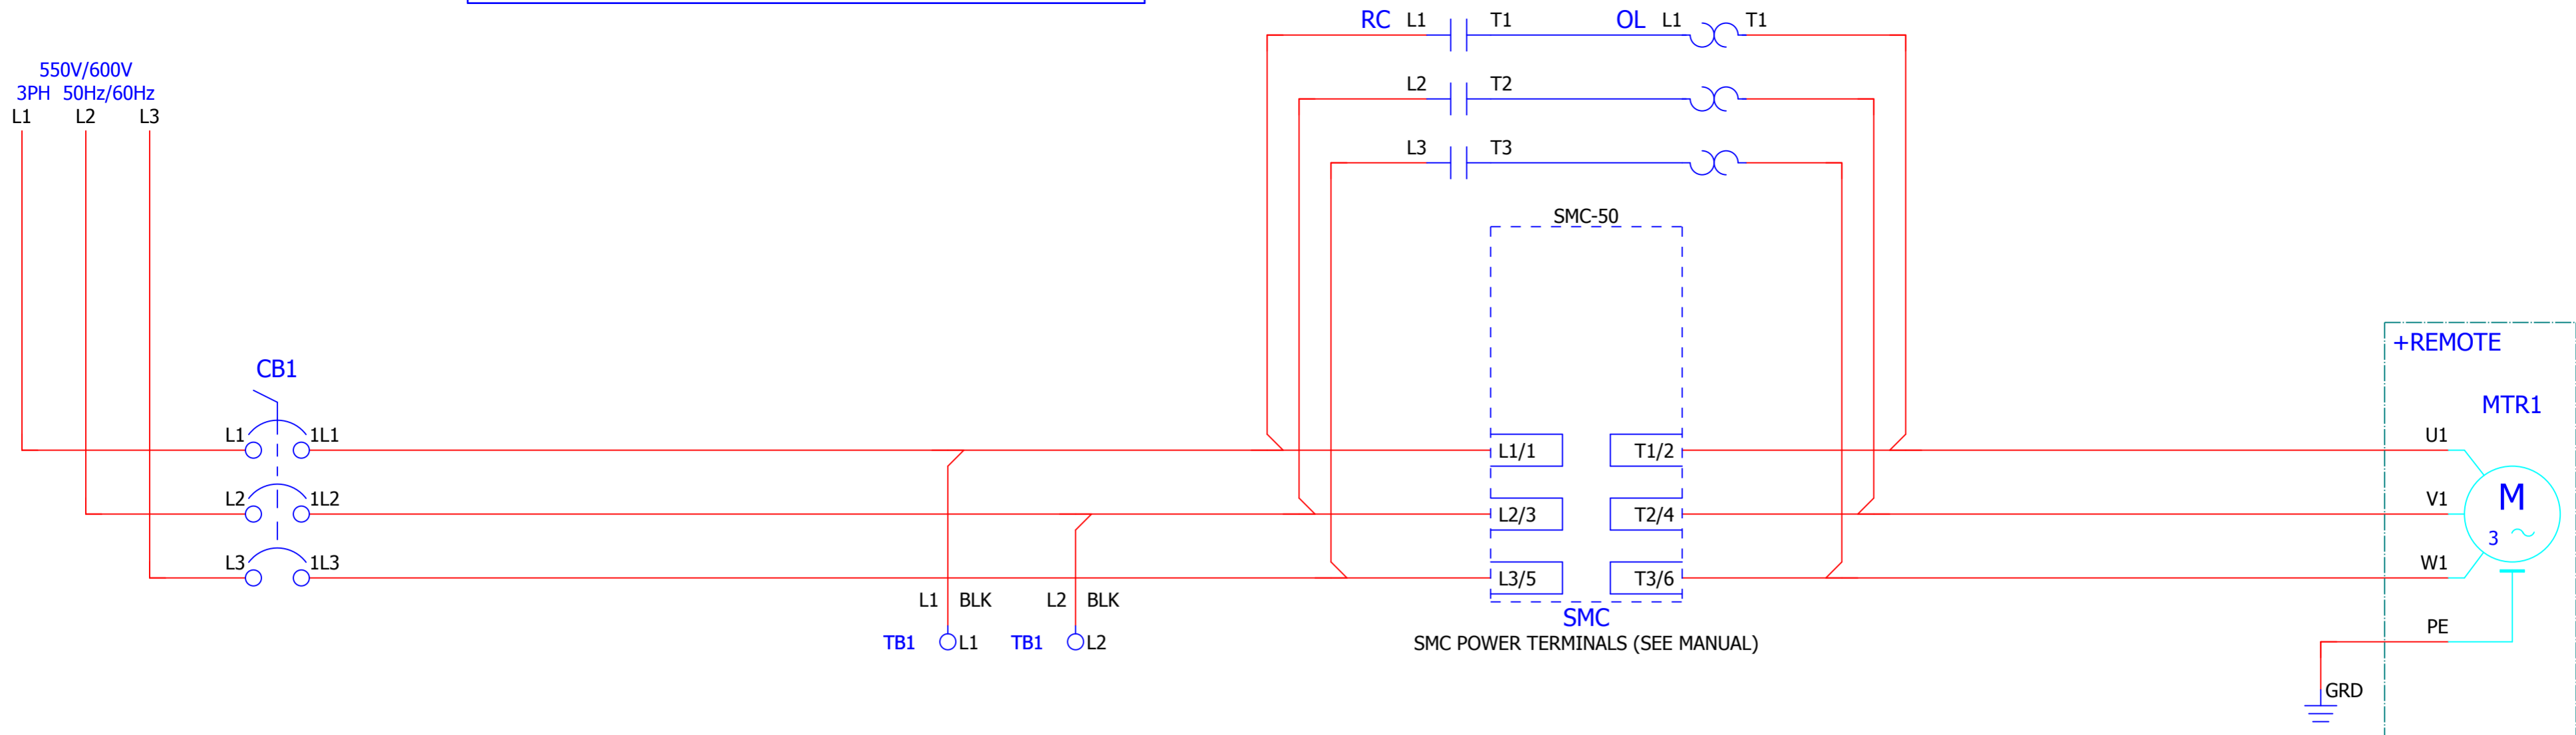 RC L1 T1 OL L1 T1
550V/600V
3PH 50Hz/60Hz
L1 L2 L3
L2 T2
L3 T3
SMC-50
+REMOTE
CB1
MTR1
L1 1L1 L1/1 T1/2 U1
L2 1L2 L2/3 T2/4 V1
M
3
L3 1L3 L3/5 T3/6 W1
L1 BLK L2 BLK
SMC
PE
TB1 L1 TB1 L2
SMC POWER TERMINALS (SEE MANUAL)
GRD